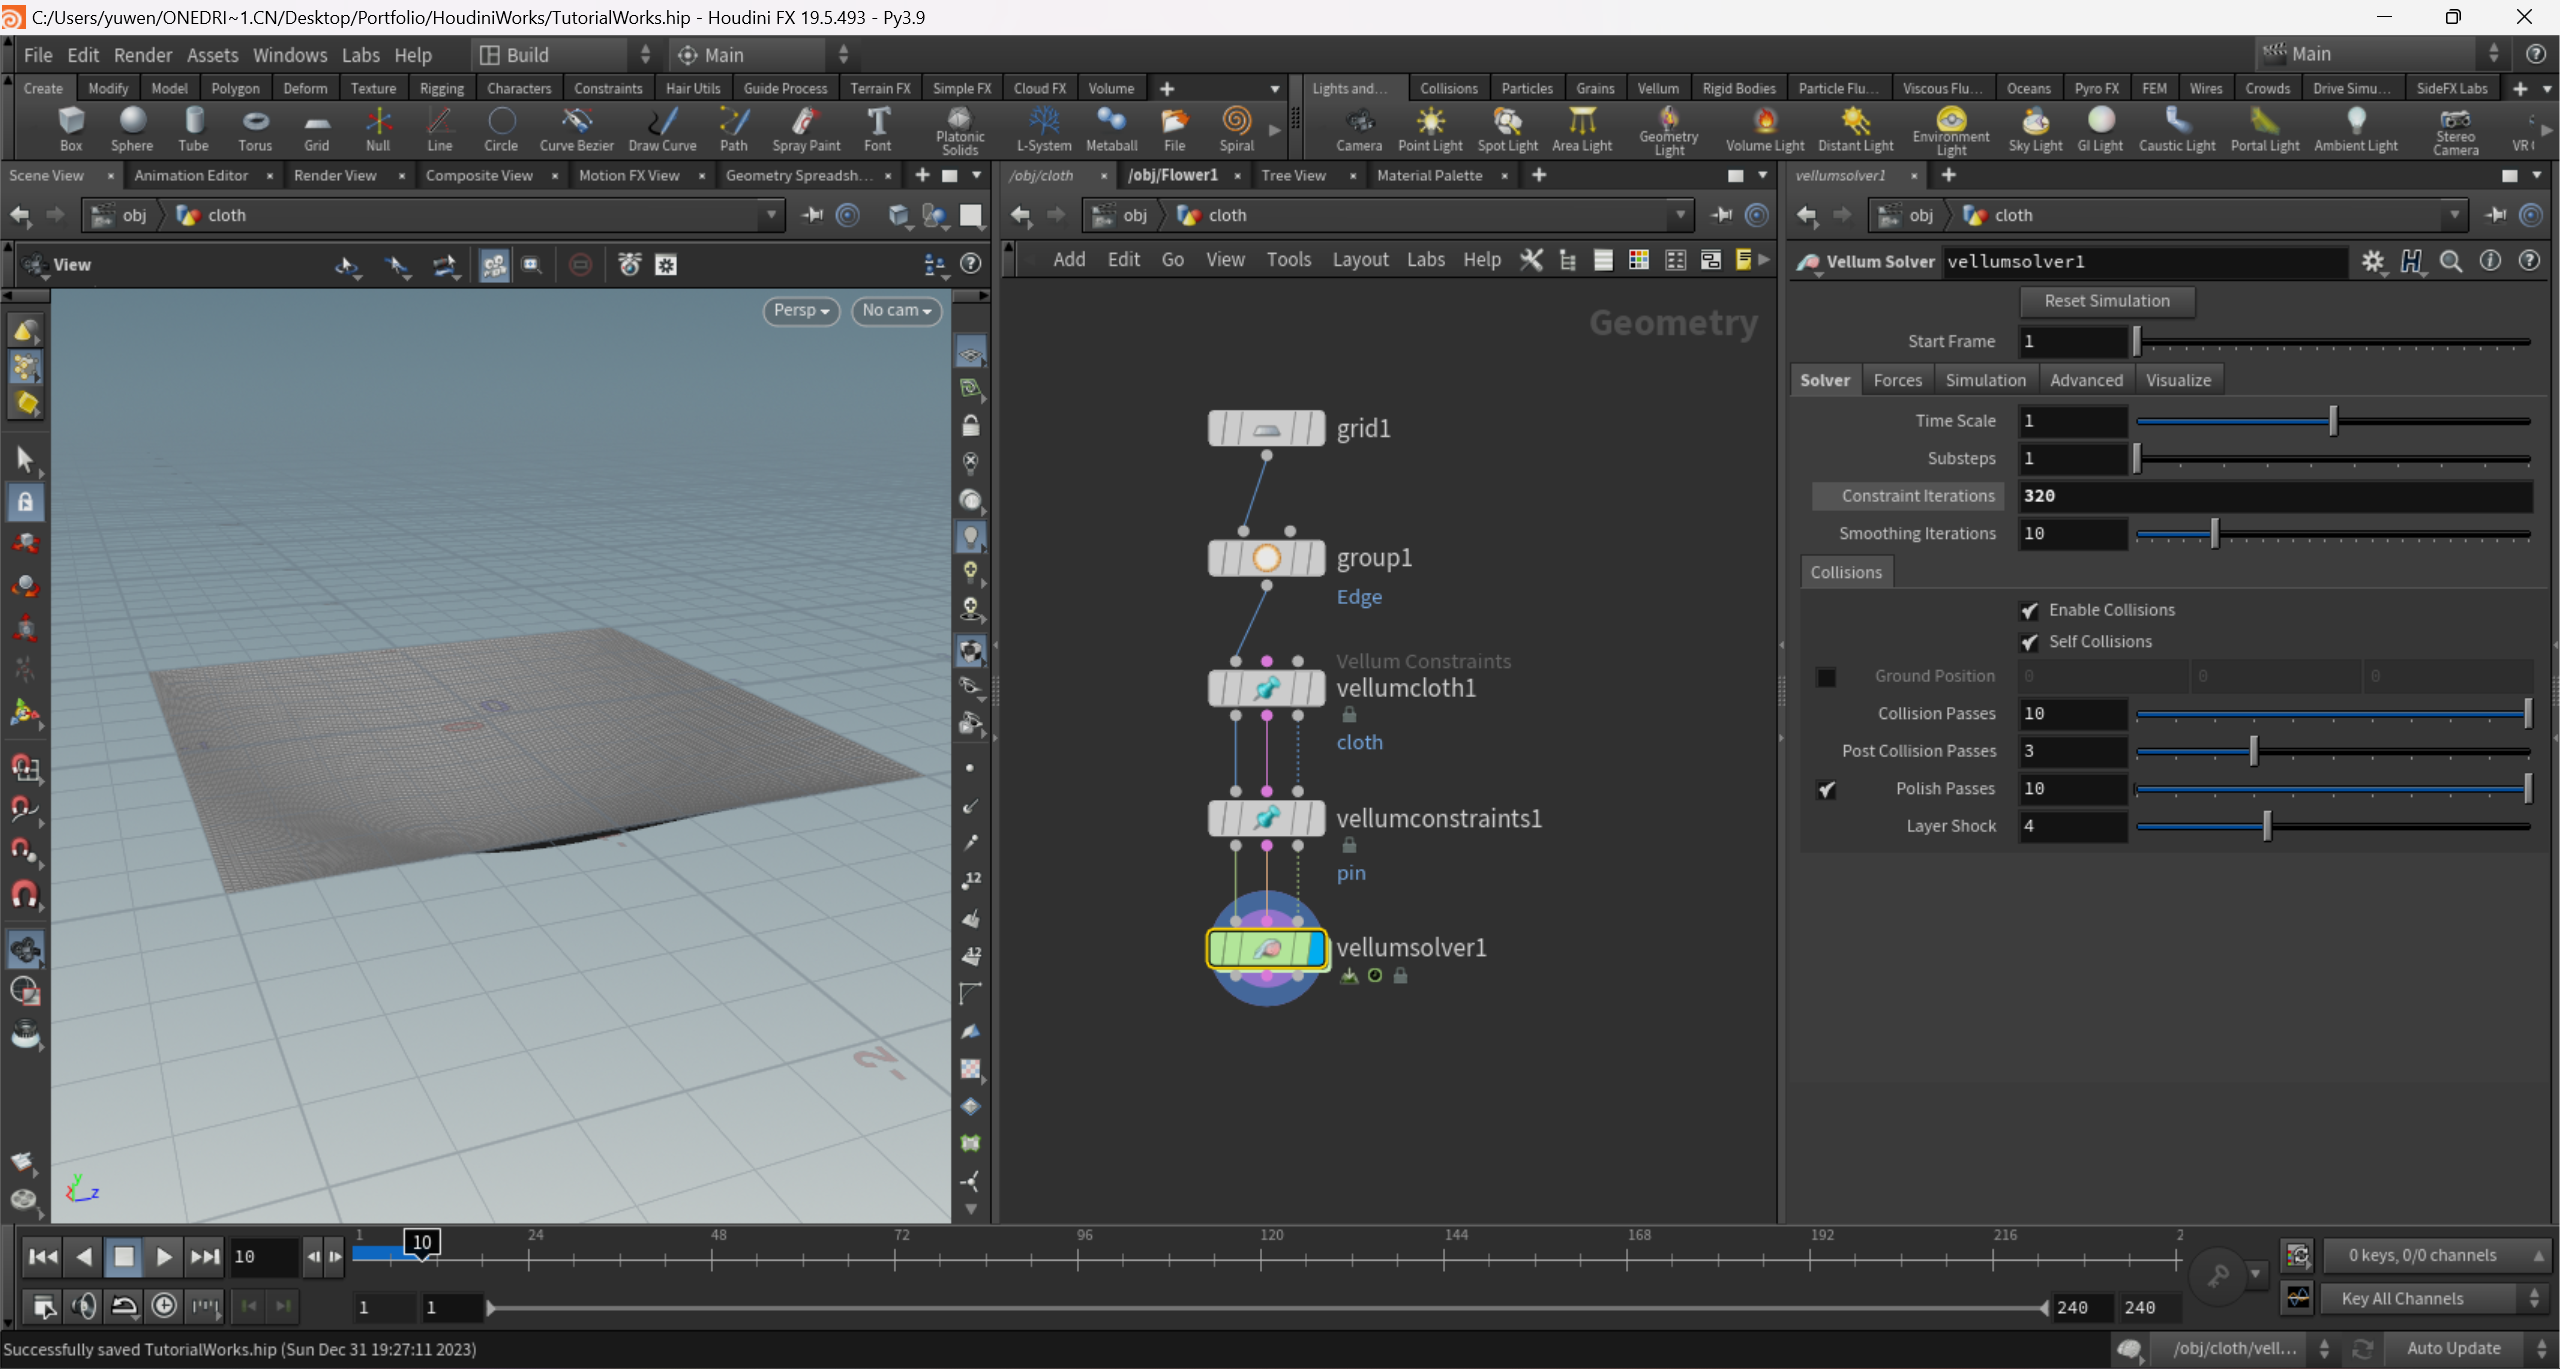 C:/Users/yuwen/ONEDRI~1.CN/Desktop/Portfolio/HoudiniWorks/TutorialWorks.hip - Houdini FX 19.5.493 - Py3.9
File Edit Render Assets Windows Labs Help Build Main Main
Create Modify Model Polygon Deform Texture Rigging Characters Constraints Hair Utils Guide Process Terrain FX Simple FX Cloud FX Volume
Lights and... Collisions Particles Grains Vellum Rigid Bodies Particle Flu... Viscous Flu... Oceans Pyro FX FEM Wires Crowds Drive Simu... SideFX Labs
Box Sphere Tube Torus Grid Null Line Circle Curve Bezier Draw Curve Path Spray Paint Font Platonic Solids L-System Metaball File Spiral
Camera Point Light Spot Light Area Light Geometry Light Volume Light Distant Light Environment Light Sky Light GI Light Caustic Light Portal Light Ambient Light Stereo Camera
Scene View Animation Editor Render View Composite View Motion FX View Geometry Spreadsh...
/obj/cloth /obj/Flower1 Tree View Material Palette
vellumsolver1
obj cloth
obj cloth
obj cloth
View
Add Edit Go View Tools Layout Labs Help
Vellum Solver vellumsolver1
Persp No cam
Geometry
grid1
group1
Edge
Vellum Constraints
vellumcloth1
cloth
vellumconstraints1
pin
vellumsolver1
12
12
y
x z
-2
Reset Simulation
Start Frame 1
Solver Forces Simulation Advanced Visualize
Time Scale 1
Substeps 1
Constraint Iterations 320
Smoothing Iterations 10
Collisions
Enable Collisions
Self Collisions
Ground Position 0 0 0
Collision Passes 10
Post Collision Passes 3
Polish Passes 10
Layer Shock 4
10
1 10 24 48 72 96 120 144 168 192 216 2
0 keys, 0/0 channels
1 1 240 240
Key All Channels
Successfully saved TutorialWorks.hip (Sun Dec 31 19:27:11 2023)
/obj/cloth/vell... Auto Update